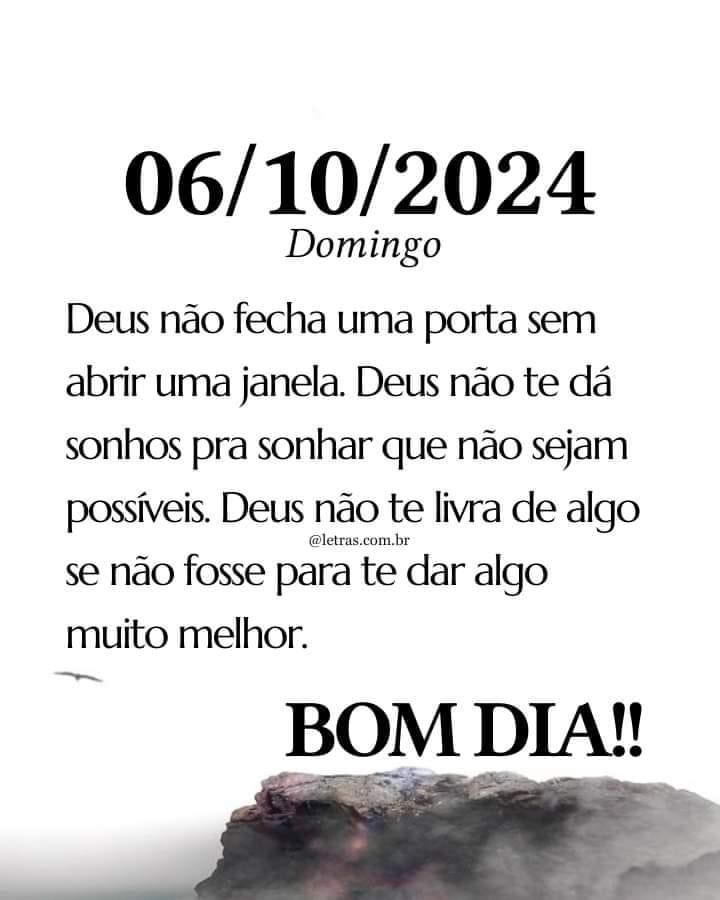 06/10/2024
Domingo
Deus não fecha uma porta sem
abrir uma janela. Deus não te dá
sonhos pra sonhar que não sejam
possíveis. Deus não te livra de algo
@letras.com.br
se não fosse para te dar algo
muito melhor.
BOM DIA!!